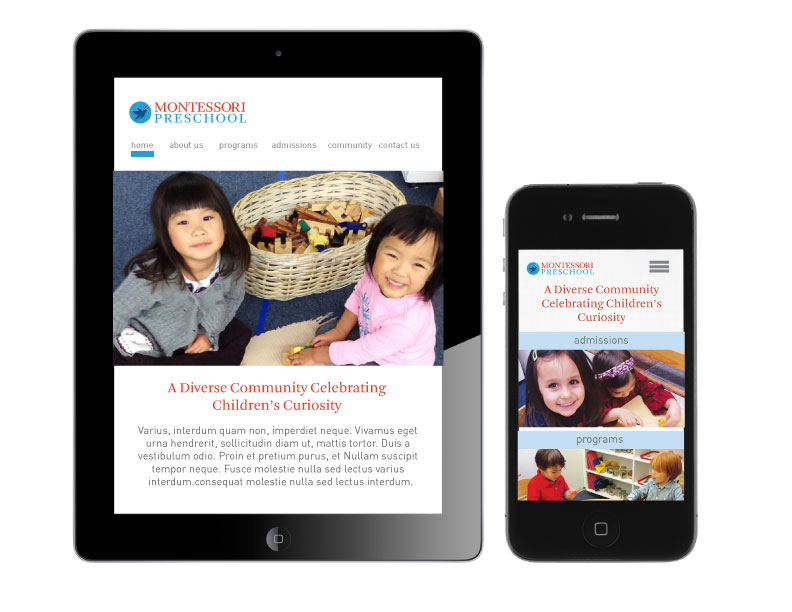 MONTESSORI
PRESCHOOL
home about us programs admissions community contact us
A Diverse Community Celebrating
Children's Curiosity
Varius, interdum quam non, imperdiet neque. Vivamus eget
urna hendrerit, sollicitudin diam ut, mattis tortor. Duis a
vestibulum odio. Proin et pretium purus, et Nullam suscipit
tempor neque. Fusce molestie nulla sed lectus varius
interdum.consequat molestie nulla sed lectus interdum.
MONTESSORI
PRESCHOOL
A Diverse Community
Celebrating Children's
Curiosity
admissions
programs